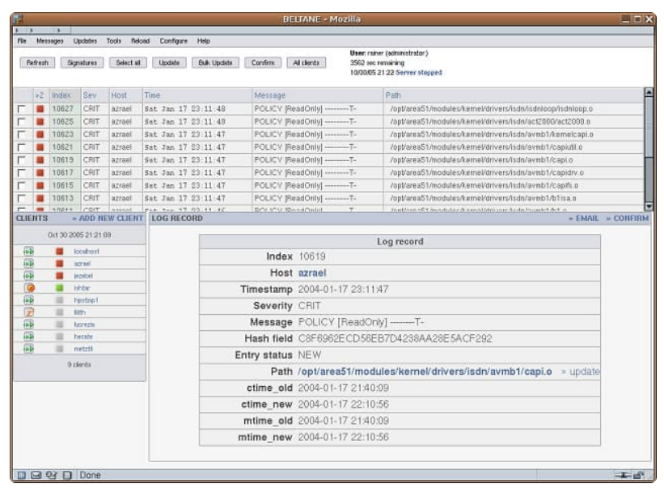 BELTANE - Mozilla
File Messages Updates Tools Reload Configure Help
Refresh Signatures Select all Update Bulk Update Confirm All clients
User: rainer (administrator)
3562 sec remaining
10/30/05 21:22 Server stopped
>2 Index Sev. Host Time Message Path
10627 CRIT azrael Sat Jan 17 23:11:48 POLICY [ReadOnly] --------T- /opt/area51/modules/kernel/drivers/isdn/isdnloop/isdnloop.o
10625 CRIT azrael Sat Jan 17 23:11:48 POLICY [ReadOnly] --------T- /opt/area51/modules/kernel/drivers/isdn/act2000/act2000.o
10623 CRIT azrael Sat Jan 17 23:11:47 POLICY [ReadOnly] --------T- /opt/area51/modules/kernel/drivers/isdn/avmb1/kernelcapi.o
10621 CRIT azrael Sat Jan 17 23:11:47 POLICY [ReadOnly] --------T- /opt/area51/modules/kernel/drivers/isdn/avmb1/capiutil.o
10619 CRIT azrael Sat Jan 17 23:11:47 POLICY [ReadOnly] --------T- /opt/area51/modules/kernel/drivers/isdn/avmb1/capi.o
10617 CRIT azrael Sat Jan 17 23:11:47 POLICY [ReadOnly] --------T- /opt/area51/modules/kernel/drivers/isdn/avmb1/capidrv.o
10615 CRIT azrael Sat Jan 17 23:11:47 POLICY [ReadOnly] --------T- /opt/area51/modules/kernel/drivers/isdn/avmb1/capifs.o
10613 CRIT azrael Sat Jan 17 23:11:47 POLICY [ReadOnly] --------T- /opt/area51/modules/kernel/drivers/isdn/avmb1/b1isa.o
CLIENTS » ADD NEW CLIENT LOG RECORD » EMAIL » CONFIRM
Oct 30 2005 21:21:09
localhost
azrael
jezebel
ishtar
lilith
hecate
9 clients
Log record
Index 10619
Host azrael
Timestamp 2004-01-17 23:11:47
Severity CRIT
Message POLICY [ReadOnly] --------T-
Hash field C8F6962ECD56EB7D4238AA28E5ACF292
Entry status NEW
Path /opt/area51/modules/kernel/drivers/isdn/avmb1/capi.o » update
ctime_old 2004-01-17 21:40:09
ctime_new 2004-01-17 22:10:56
mtime_old 2004-01-17 21:40:09
mtime_new 2004-01-17 22:10:56
Done